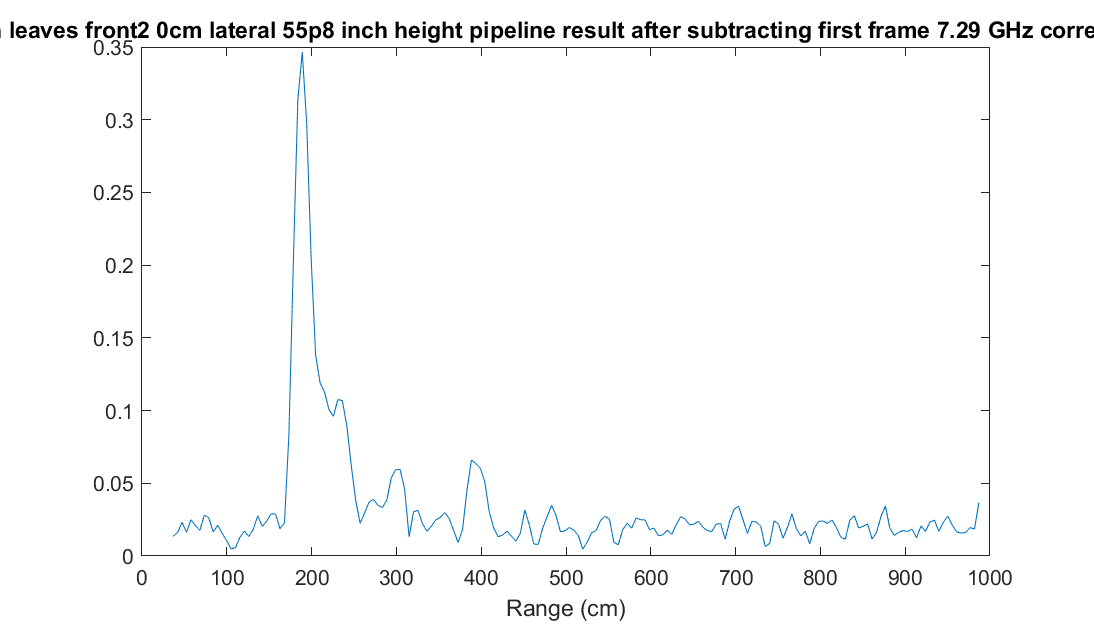 leaves front2 0cm lateral 55p8 inch height pipeline result after subtracting first frame 7.29 GHz
0.35
0.3
0.25
0.2
0.15
0.1
0.05
0
0 100 200 300 400 500 600 700 800 900 1000
Range (cm)